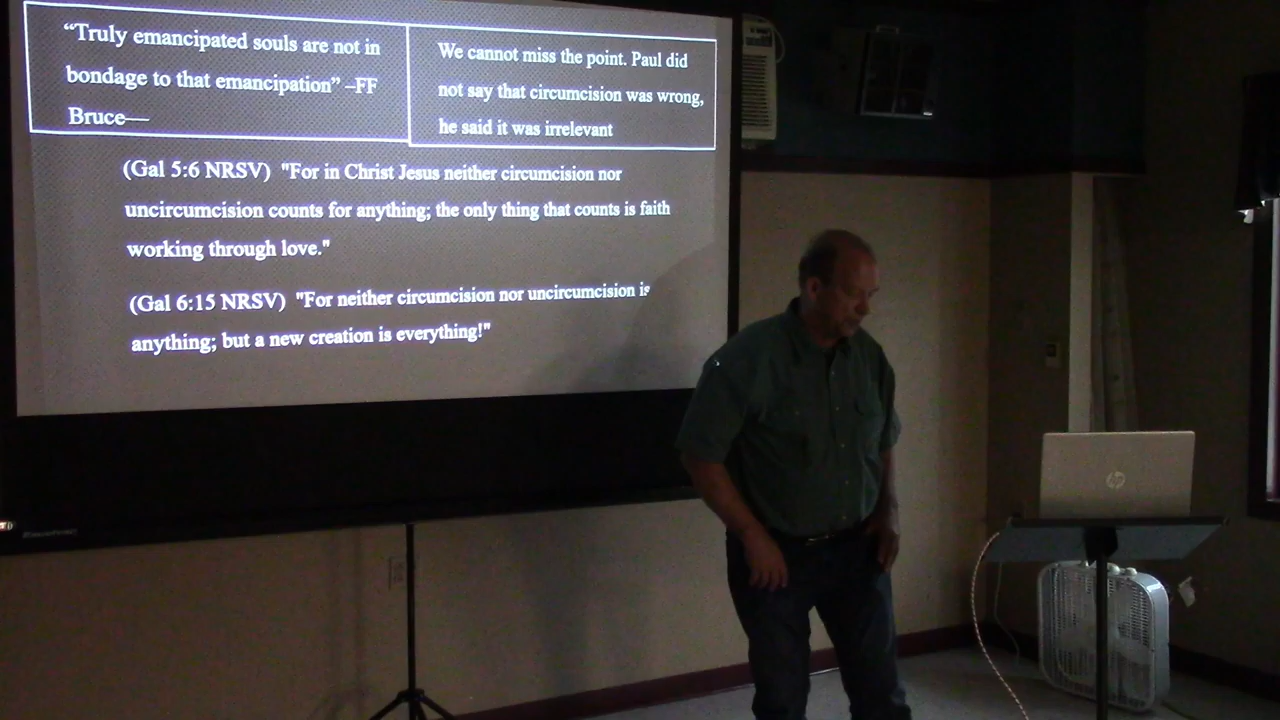 “Truly emancipated souls are not in
bondage to that emancipation” –FF
Bruce—
We cannot miss the point. Paul did
not say that circumcision was wrong,
he said it was irrelevant
(Gal 5:6 NRSV) "For in Christ Jesus neither circumcision nor
uncircumcision counts for anything; the only thing that counts is faith
working through love."
(Gal 6:15 NRSV) "For neither circumcision nor uncircumcision is
anything; but a new creation is everything!"
hp